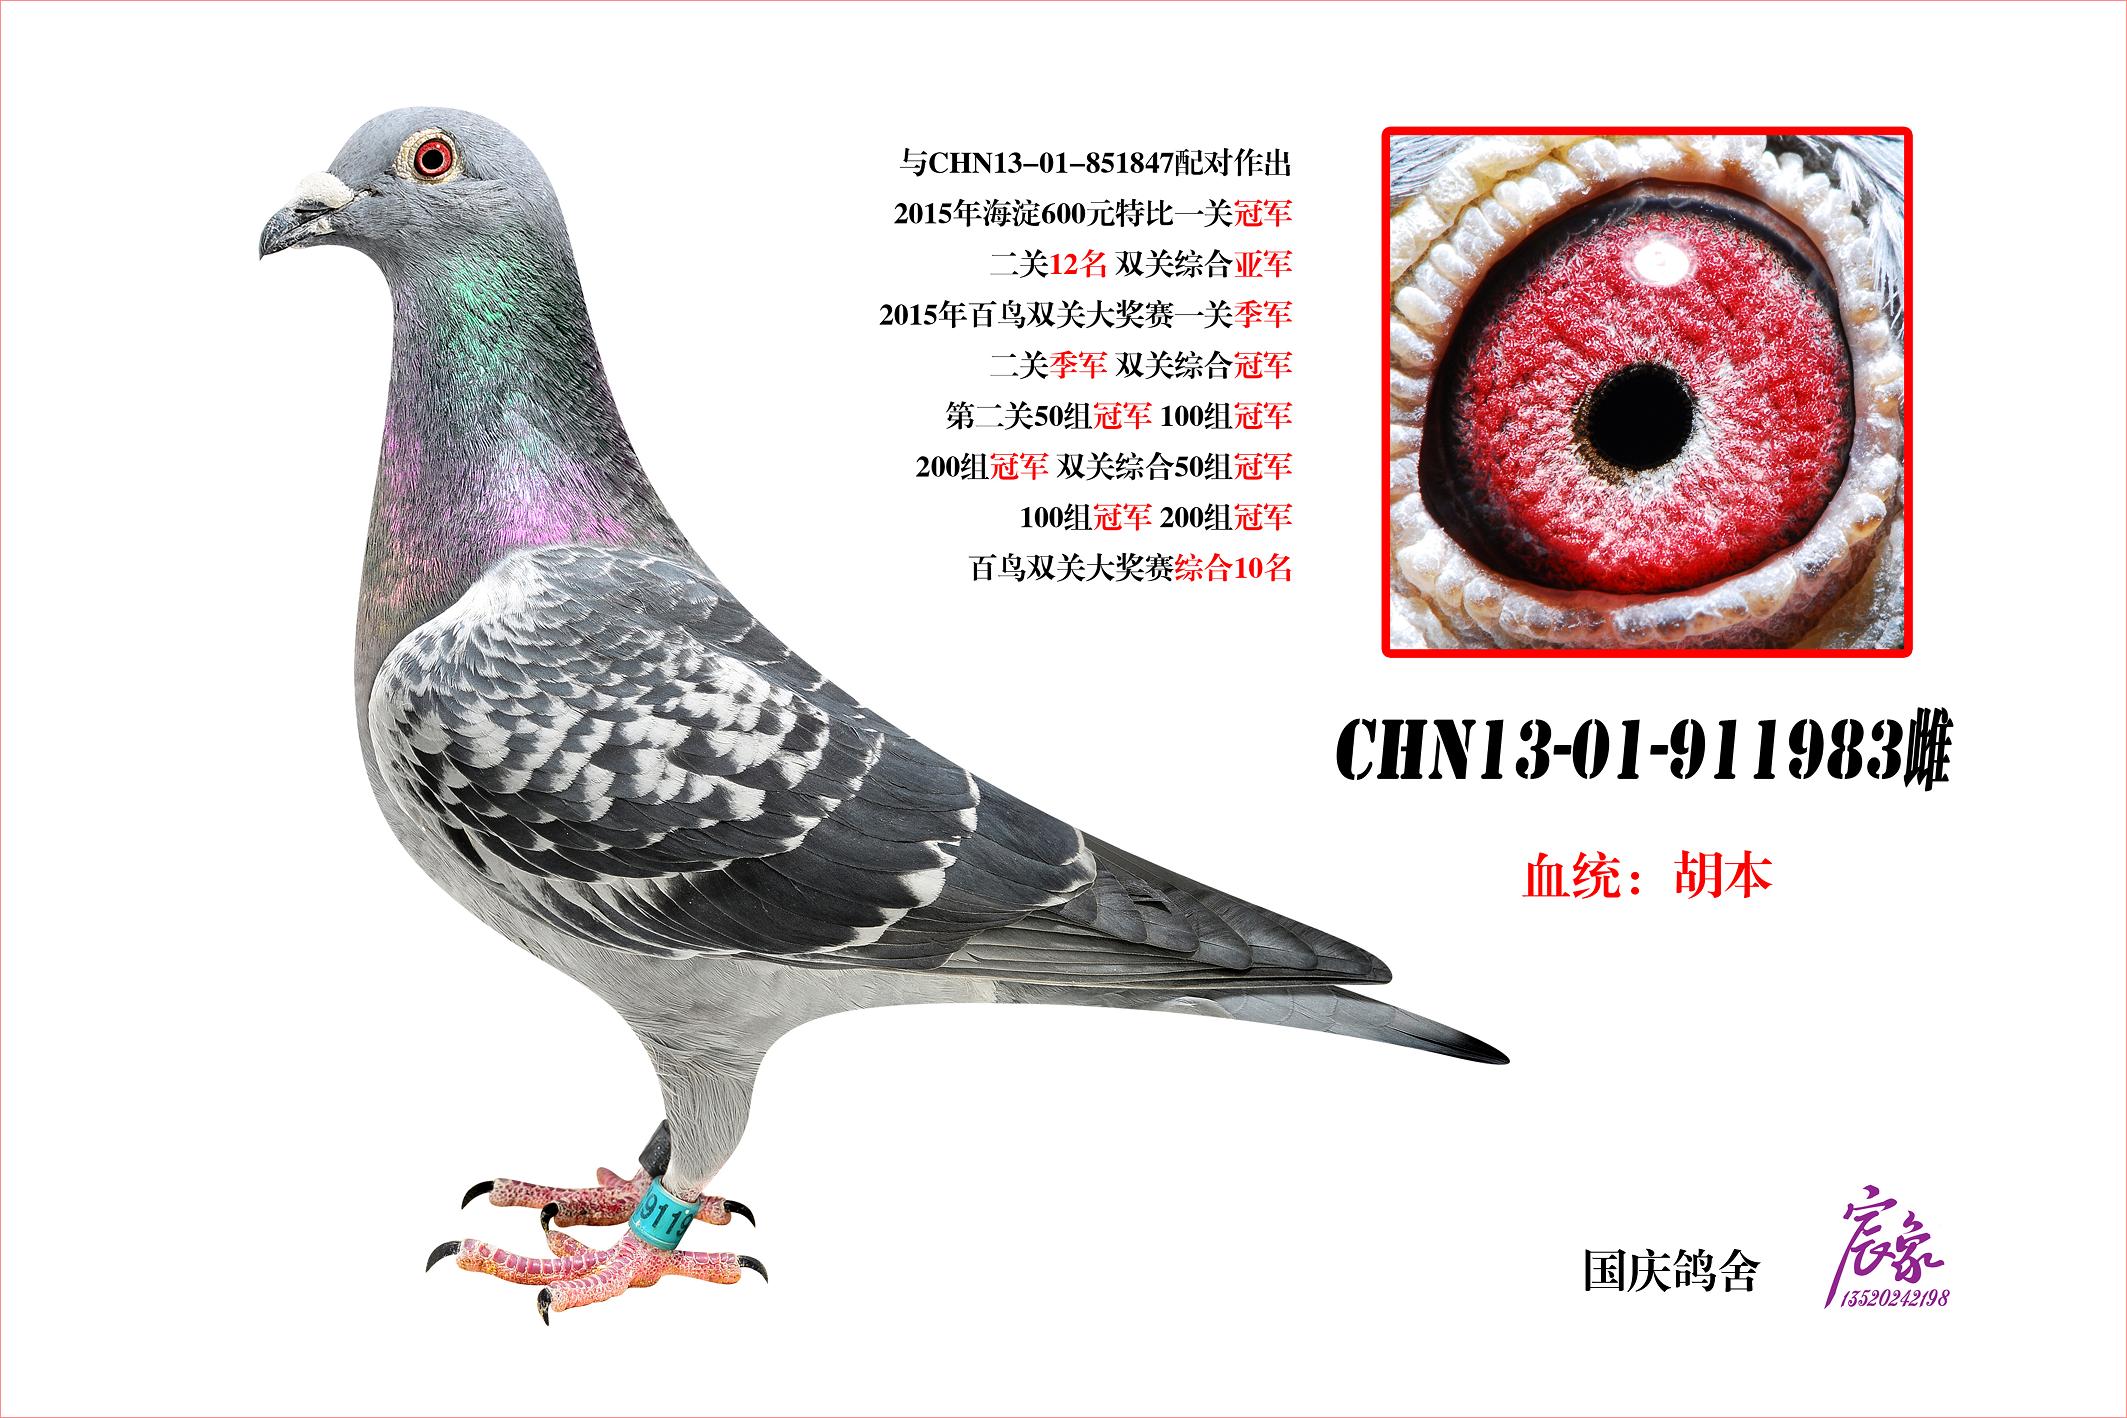 与CHN13-01-851847配对作出
2015年海淀600元特比一关冠军
二关12名 双关综合亚军
2015年百鸟双关大奖赛一关季军
二关季军 双关综合冠军
第二关50组冠军 100组冠军
200组冠军 双关综合50组冠军
100组冠军 200组冠军
百鸟双关大奖赛综合10名
CHN13-01-911983雌
血统：胡本
9119
国庆鸽舍
宸象
13520242198